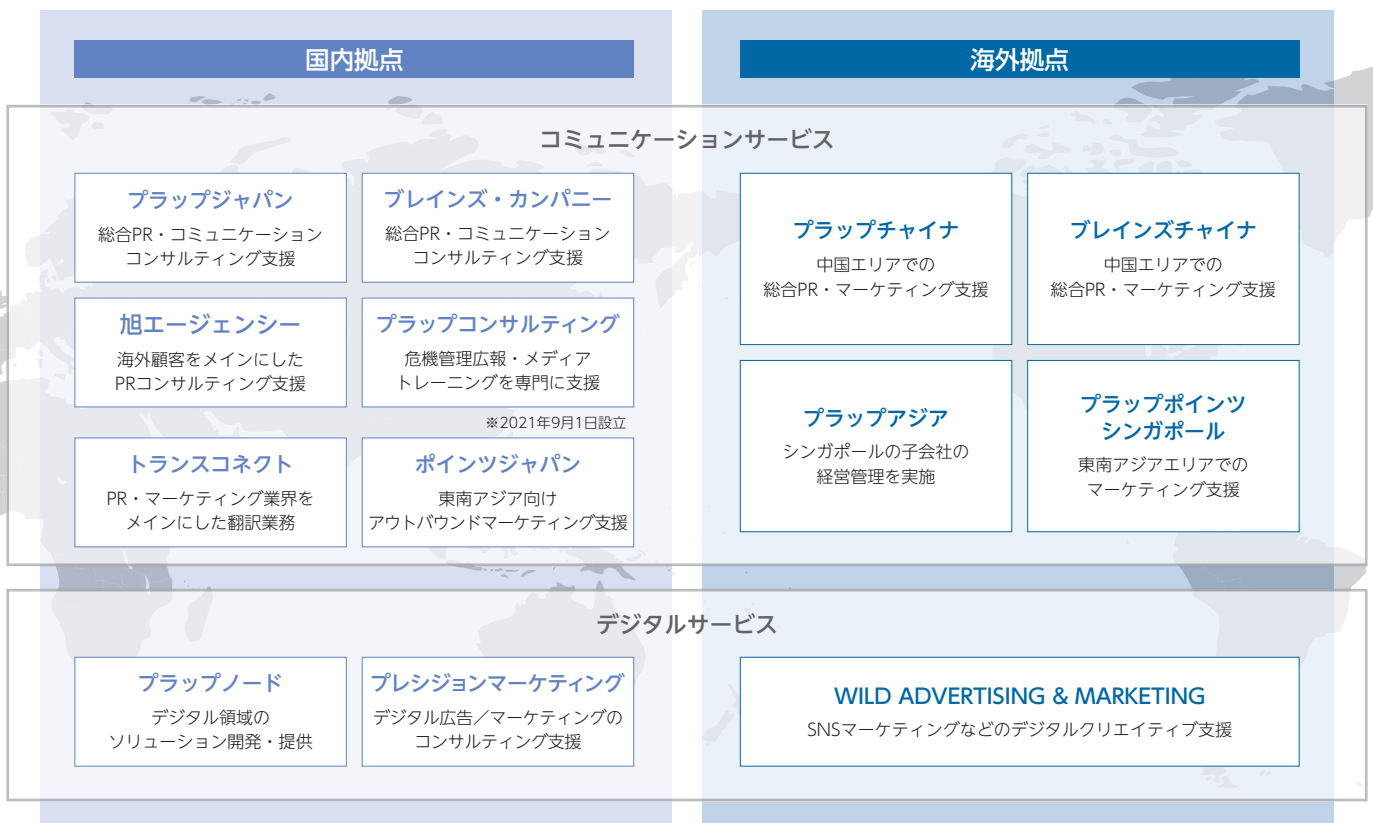 国内拠点
海外拠点
コミュニケーションサービス
プラップジャパン
総合PR・コミュニケーション
コンサルティング支援
ブレインズ・カンパニー
総合PR・コミュニケーション
コンサルティング支援
旭エージェンシー
海外顧客をメインにした
PRコンサルティング支援
プラップコンサルティング
危機管理広報・メディア
トレーニングを専門に支援
※2021年9月1日設立
トランスコネクト
PR・マーケティング業界を
メインにした翻訳業務
ポインツジャパン
東南アジア向け
アウトバウンドマーケティング支援
プラップチャイナ
中国エリアでの
総合PR・マーケティング支援
ブレインズチャイナ
中国エリアでの
総合PR・マーケティング支援
プラップアジア
シンガポールの子会社の
経営管理を実施
プラップポインツ
シンガポール
東南アジアエリアでの
マーケティング支援
デジタルサービス
プラップノード
デジタル領域の
ソリューション開発・提供
プレシジョンマーケティング
デジタル広告／マーケティングの
コンサルティング支援
WILD ADVERTISING & MARKETING
SNSマーケティングなどのデジタルクリエイティブ支援